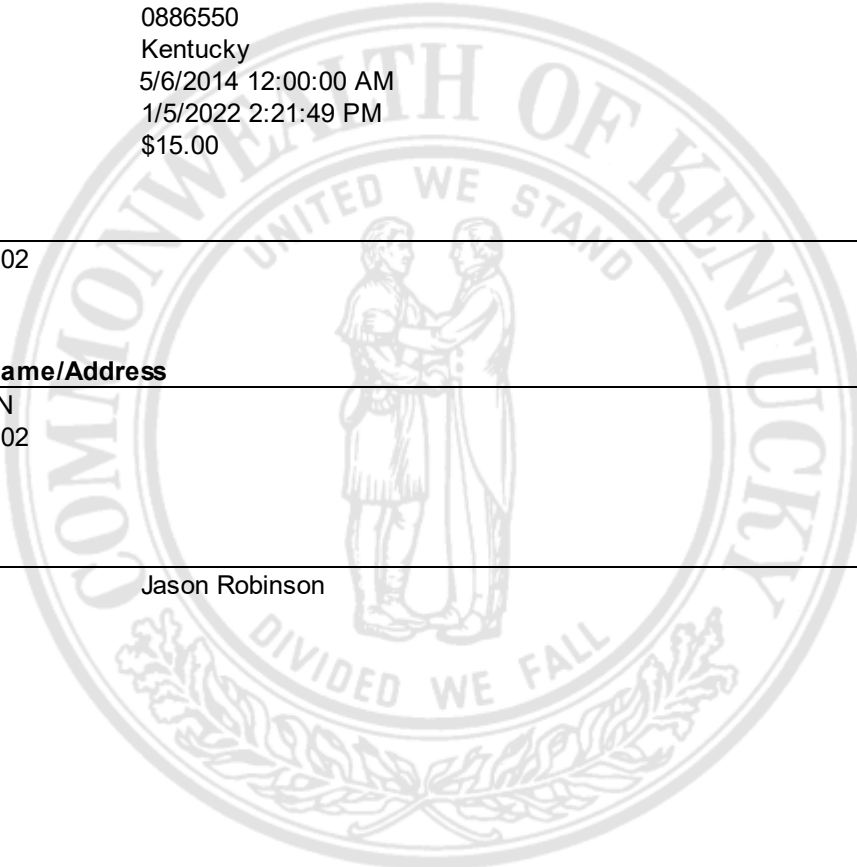 0886550
Kentucky
5/6/2014 12:00:00 AM
1/5/2022 2:21:49 PM
$15.00
02
ame/Address
N
02
Jason Robinson
COMMONWEALTH OF KENTUCKY
UNITED WE STAND
DIVIDED WE FALL